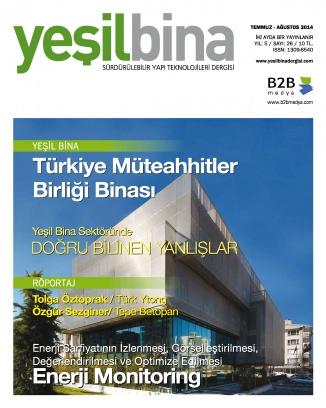 TEMMUZ - AĞUSTOS 2014
İKİ AYDA BİR YAYINLANIR
YIL: 5 / SAYI: 26 / 10 TL.
ISSN: 1309-6540
www.yesilbinadergisi.com
yeşilbina
SÜRDÜRÜLEBİLİR YAPI TEKNOLOJİLERİ DERGİSİ
B2B
medya
www.b2bmedya.com
YEŞİL BİNA
Türkiye Müteahhitler
Birliği Binası
Yeşil Bina Sektöründe
DOĞRU BİLİNEN YANLIŞLAR
RÖPORTAJ
Tolga Öztoprak / Türk Ytong
Özgür Sezginer/ Tepe Betopan
Enerji Sarfiyatının İzlenmesi, Görselleştirilmesi,
Değerlendirilmesi ve Optimize Edilmesi
Enerji Monitoring